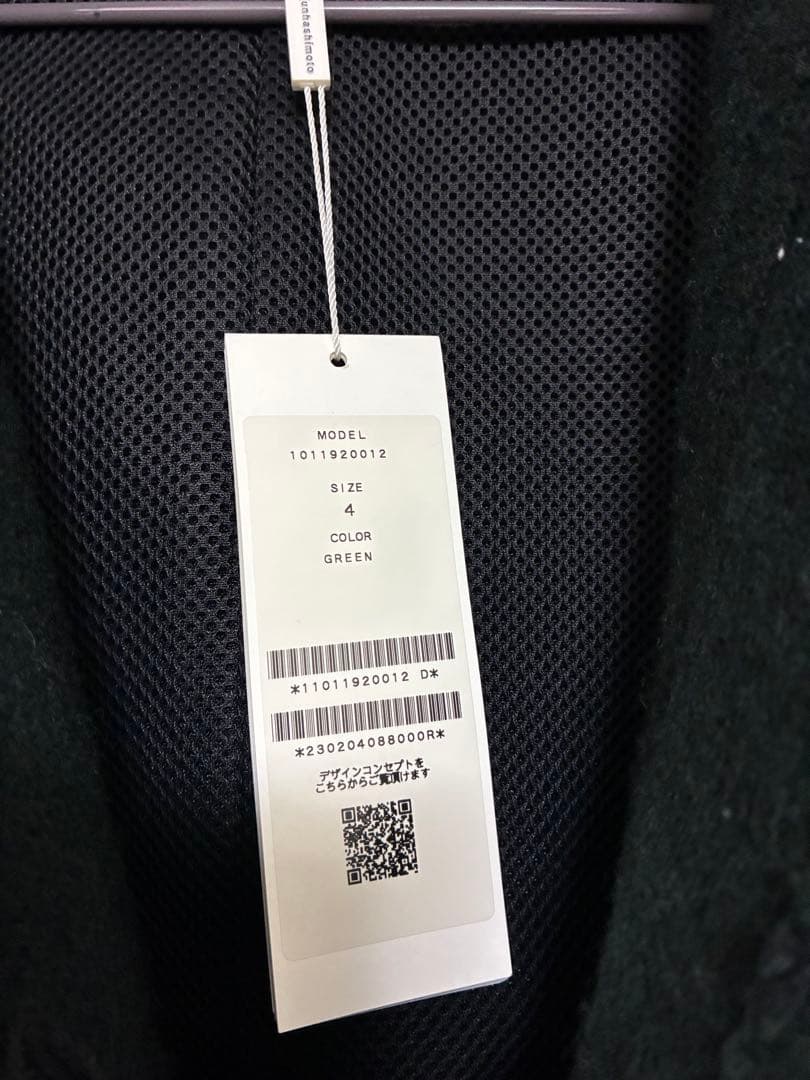 unhashimoto
MODEL
1011920012
SIZE
4
COLOR
GREEN
*11011920012 D*
*230204088000R*
デザインコンセプトを
こちらからご覧頂けます